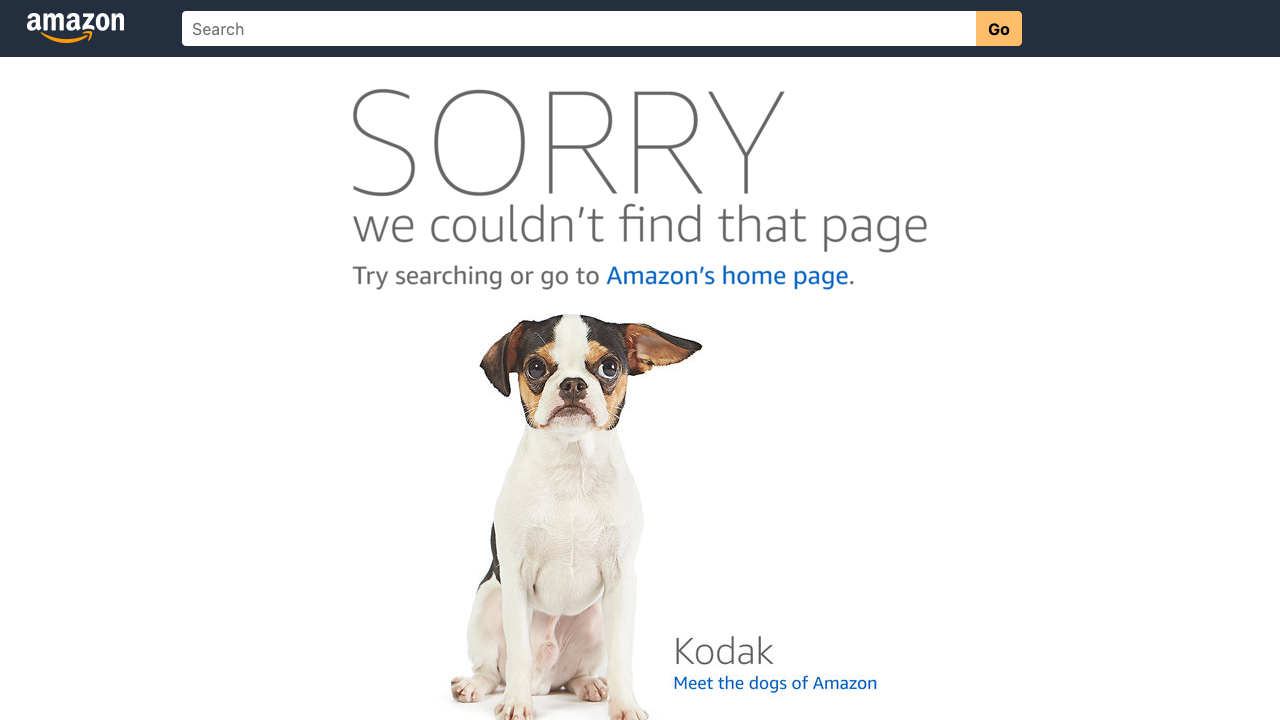 amazon
Search
Go
SORRY
we couldn't find that page
Try searching or go to Amazon's home page.
Kodak
Meet the dogs of Amazon